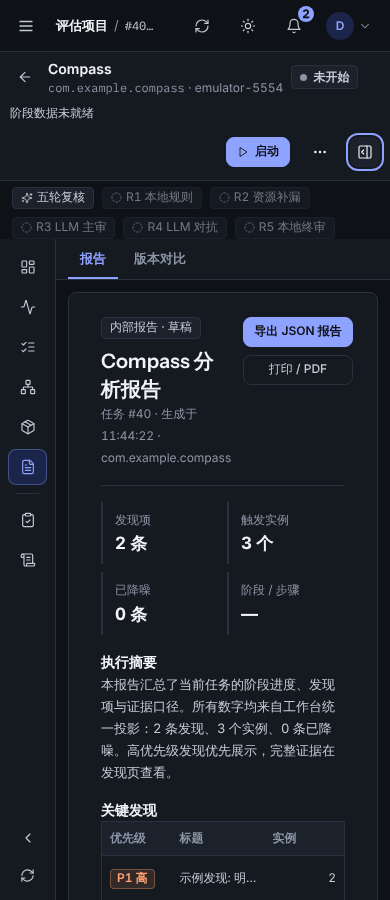 评估项目 / #40…
2
D
Compass
com.example.compass · emulator-5554
未开始
阶段数据未就绪
启动
五轮复核 R1 本地规则 R2 资源补漏
R3 LLM 主审 R4 LLM 对抗 R5 本地终审
报告 版本对比
内部报告 · 草稿
导出 JSON 报告
打印 / PDF
Compass 分
析报告
任务 #40 · 生成于
11:44:22 ·
com.example.compass
发现项 触发实例
2 条 3 个
已降噪 阶段 / 步骤
0 条 —
执行摘要
本报告汇总了当前任务的阶段进度、发现
项与证据口径。所有数字均来自工作台统
一投影：2 条发现、3 个实例、0 条已降
噪。高优先级发现优先展示，完整证据在
发现页查看。
关键发现
优先级 标题 实例
P1 高 示例发现: 明… 2